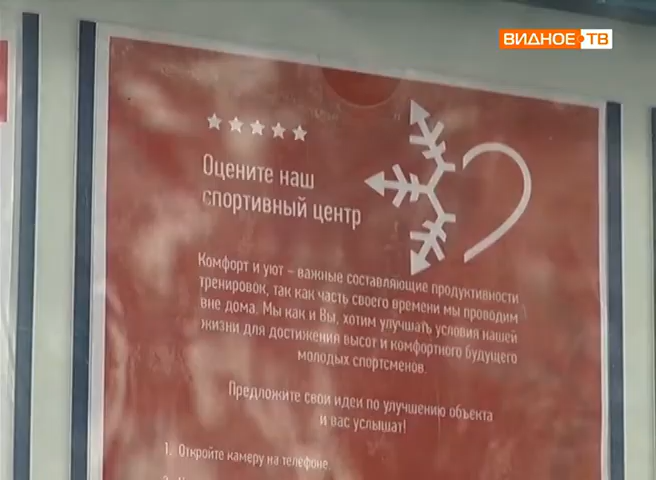 ВИДНОЕ ТВ
Оцените наш
спортивный центр
Комфорт и уют – важные составляющие продуктивности
тренировок, так как часть своего времени мы проводим
вне дома. Мы как и Вы, хотим улучшать условия нашей
жизни для достижения высот и комфортного будущего
молодых спортсменов.
Предложите свои идеи по улучшению объекта
и вас услышат!
1. Откройте камеру на телефоне